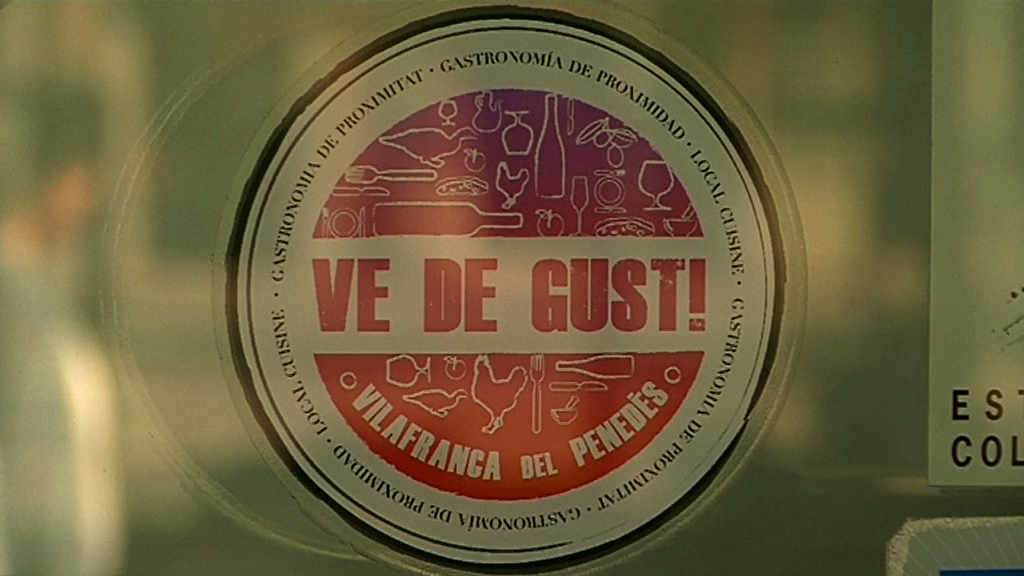 GASTRONOMIA DE PROXIMITAT · GASTRONOMÍA DE PROXIMIDAD · LOCAL CUISINE · GASTRONOMIA DE PROXIMITAT · GASTRONOMÍA DE PROXIMIDAD · LOCAL CUISINE ·
VE DE GUST!
VILAFRANCA DEL PENEDÈS
EST
COL